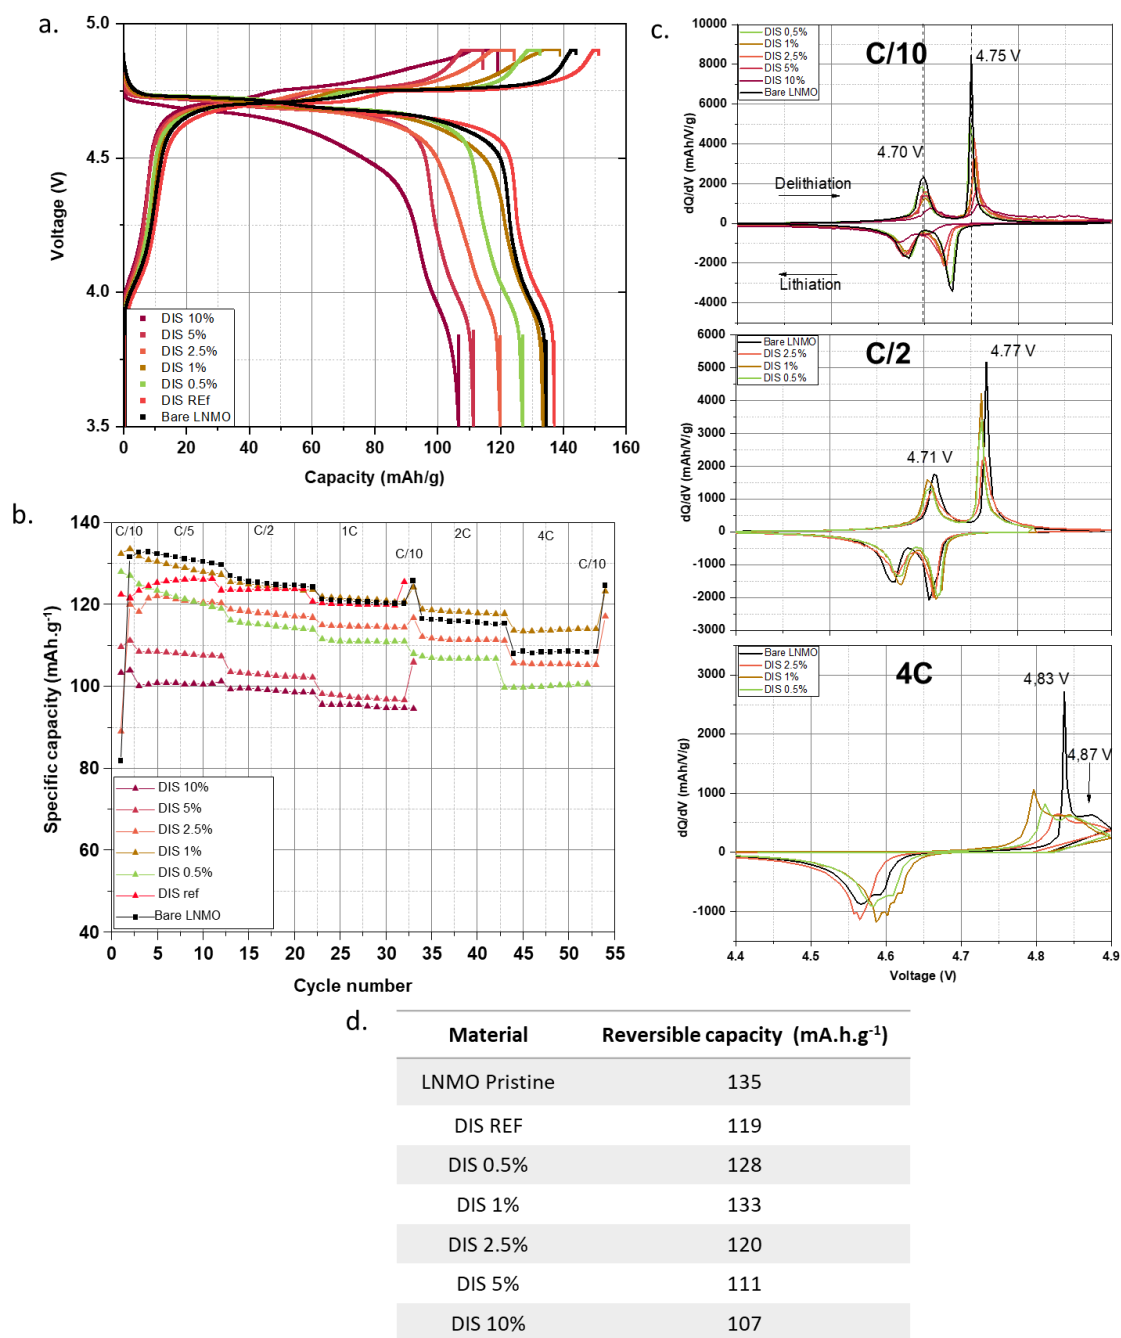 a.
5.0
4.5
4.0
3.5
Voltage (V)
DIS 10%
DIS 5%
DIS 2.5%
DIS 1%
DIS 0.5%
DIS REf
Bare LNMO
0 20 40 60 80 100 120 140 160
Capacity (mAh/g)
b.
140
120
100
80
60
40
Specific capacity (mAh.g-1)
C/10
C/5
C/2
1C
C/10
2C
4C
C/10
DIS 10%
DIS 5%
DIS 2.5%
DIS 1%
DIS 0.5%
DIS ref
Bare LNMO
0 5 10 15 20 25 30 35 40 45 50 55
Cycle number
c.
10000
8000
6000
4000
2000
0
-2000
-4000
dQ/dV (mAh/V/g)
DIS 0,5%
DIS 1%
DIS 2,5%
DIS 5%
DIS 10%
Bare LNMO
C/10
4.75 V
4.70 V
Delithiation
Lithiation
6000
5000
4000
3000
2000
1000
0
-1000
-2000
-3000
dQ/dV (mAh/V/g)
Bare LNMO
DIS 2.5%
DIS 1%
DIS 0.5%
C/2
4.77 V
4.71 V
3000
2000
1000
0
-1000
dQ/dV (mAh/V/g)
Bare LNMO
DIS 2.5%
DIS 1%
DIS 0.5%
4C
4,83 V
4,87 V
4.4 4.5 4.6 4.7 4.8 4.9
Voltage (V)
d.
Material Reversible capacity (mA.h.g-1)
LNMO Pristine 135
DIS REF 119
DIS 0.5% 128
DIS 1% 133
DIS 2.5% 120
DIS 5% 111
DIS 10% 107